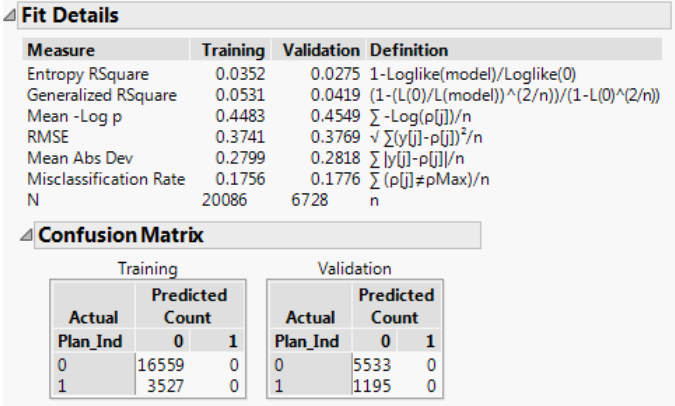 Fit Details
Measure Training Validation Definition
Entropy RSquare 0.0352 0.0275 1-Loglike(model)/Loglike(0)
Generalized RSquare 0.0531 0.0419 (1-(L(0)/L(model))^(2/n))/(1-L(0)^(2/n))
Mean -Log p 0.4483 0.4549 ∑ -Log(ρ[j])/n
RMSE 0.3741 0.3769 √ ∑(y[j]-ρ[j])²/n
Mean Abs Dev 0.2799 0.2818 ∑ |y[j]-ρ[j]|/n
Misclassification Rate 0.1756 0.1776 ∑ (ρ[j]≠ρMax)/n
N 20086 6728 n
Confusion Matrix
Training Validation
Predicted Predicted
Actual Count Actual Count
Plan_Ind 0 1 Plan_Ind 0 1
0 16559 0 0 5533 0
1 3527 0 1 1195 0